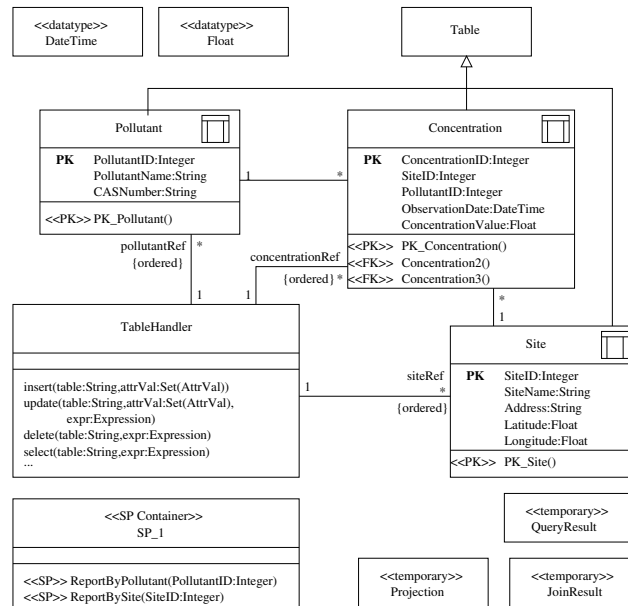 <<datatype>>
DateTime
<<datatype>>
Float
Table
Pollutant
PK PollutantID:Integer
PollutantName:String
CASNumber:String
<<PK>> PK_Pollutant()
Concentration
PK ConcentrationID:Integer
SiteID:Integer
PollutantID:Integer
ObservationDate:DateTime
ConcentrationValue:Float
<<PK>> PK_Concentration()
<<FK>> Concentration2()
<<FK>> Concentration3()
1
*
pollutantRef *
{ordered}
concentrationRef
{ordered} *
1
1
*
1
TableHandler
insert(table:String,attrVal:Set(AttrVal))
update(table:String,attrVal:Set(AttrVal),
expr:Expression)
delete(table:String,expr:Expression)
select(table:String,expr:Expression)
...
1
siteRef
*
{ordered}
Site
PK SiteID:Integer
SiteName:String
Address:String
Latitude:Float
Longitude:Float
<<PK>> PK_Site()
<<SP Container>>
SP_1
<<SP>> ReportByPollutant(PollutantID:Integer)
<<SP>> ReportBySite(SiteID:Integer)
<<temporary>>
QueryResult
<<temporary>>
Projection
<<temporary>>
JoinResult